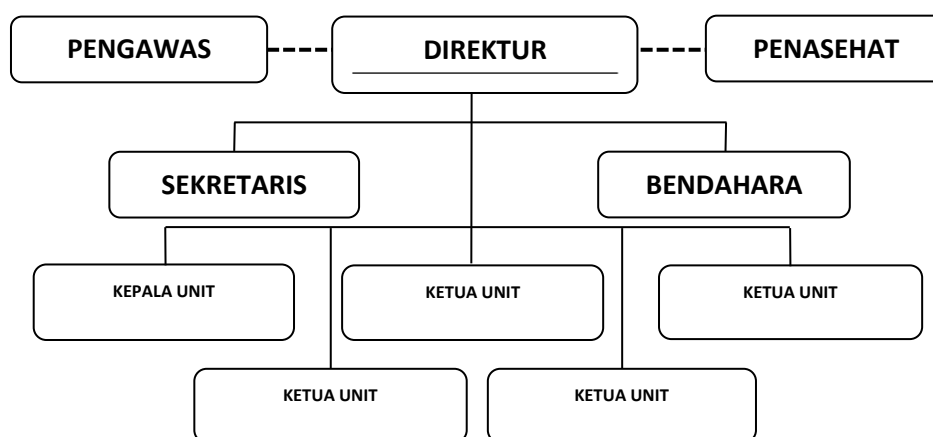 PENGAWAS
DIREKTUR
PENASEHAT
SEKRETARIS
BENDAHARA
KEPALA UNIT
KETUA UNIT
KETUA UNIT
KETUA UNIT
KETUA UNIT